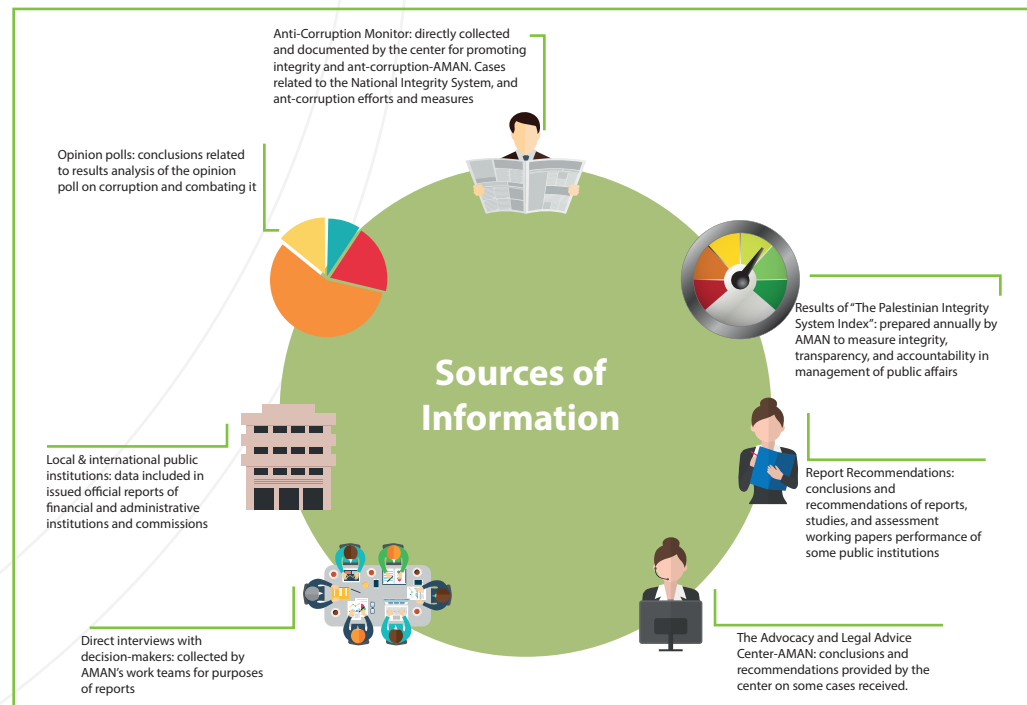 Anti-Corruption Monitor: directly collected
and documented by the center for promoting
integrity and ant-corruption-AMAN. Cases
related to the National Integrity System, and
ant-corruption efforts and measures
Opinion polls: conclusions related
to results analysis of the opinion
poll on corruption and combating it
Results of “The Palestinian Integrity
System Index”: prepared annually by
AMAN to measure integrity,
transparency, and accountability in
management of public affairs
Sources of
Information
Local & international public
institutions: data included in
issued official reports of
financial and administrative
institutions and commissions
Report Recommendations:
conclusions and
recommendations of reports,
studies, and assessment
working papers performance of
some public institutions
Direct interviews with
decision-makers: collected by
AMAN’s work teams for purposes
of reports
The Advocacy and Legal Advice
Center-AMAN: conclusions and
recommendations provided by the
center on some cases received.